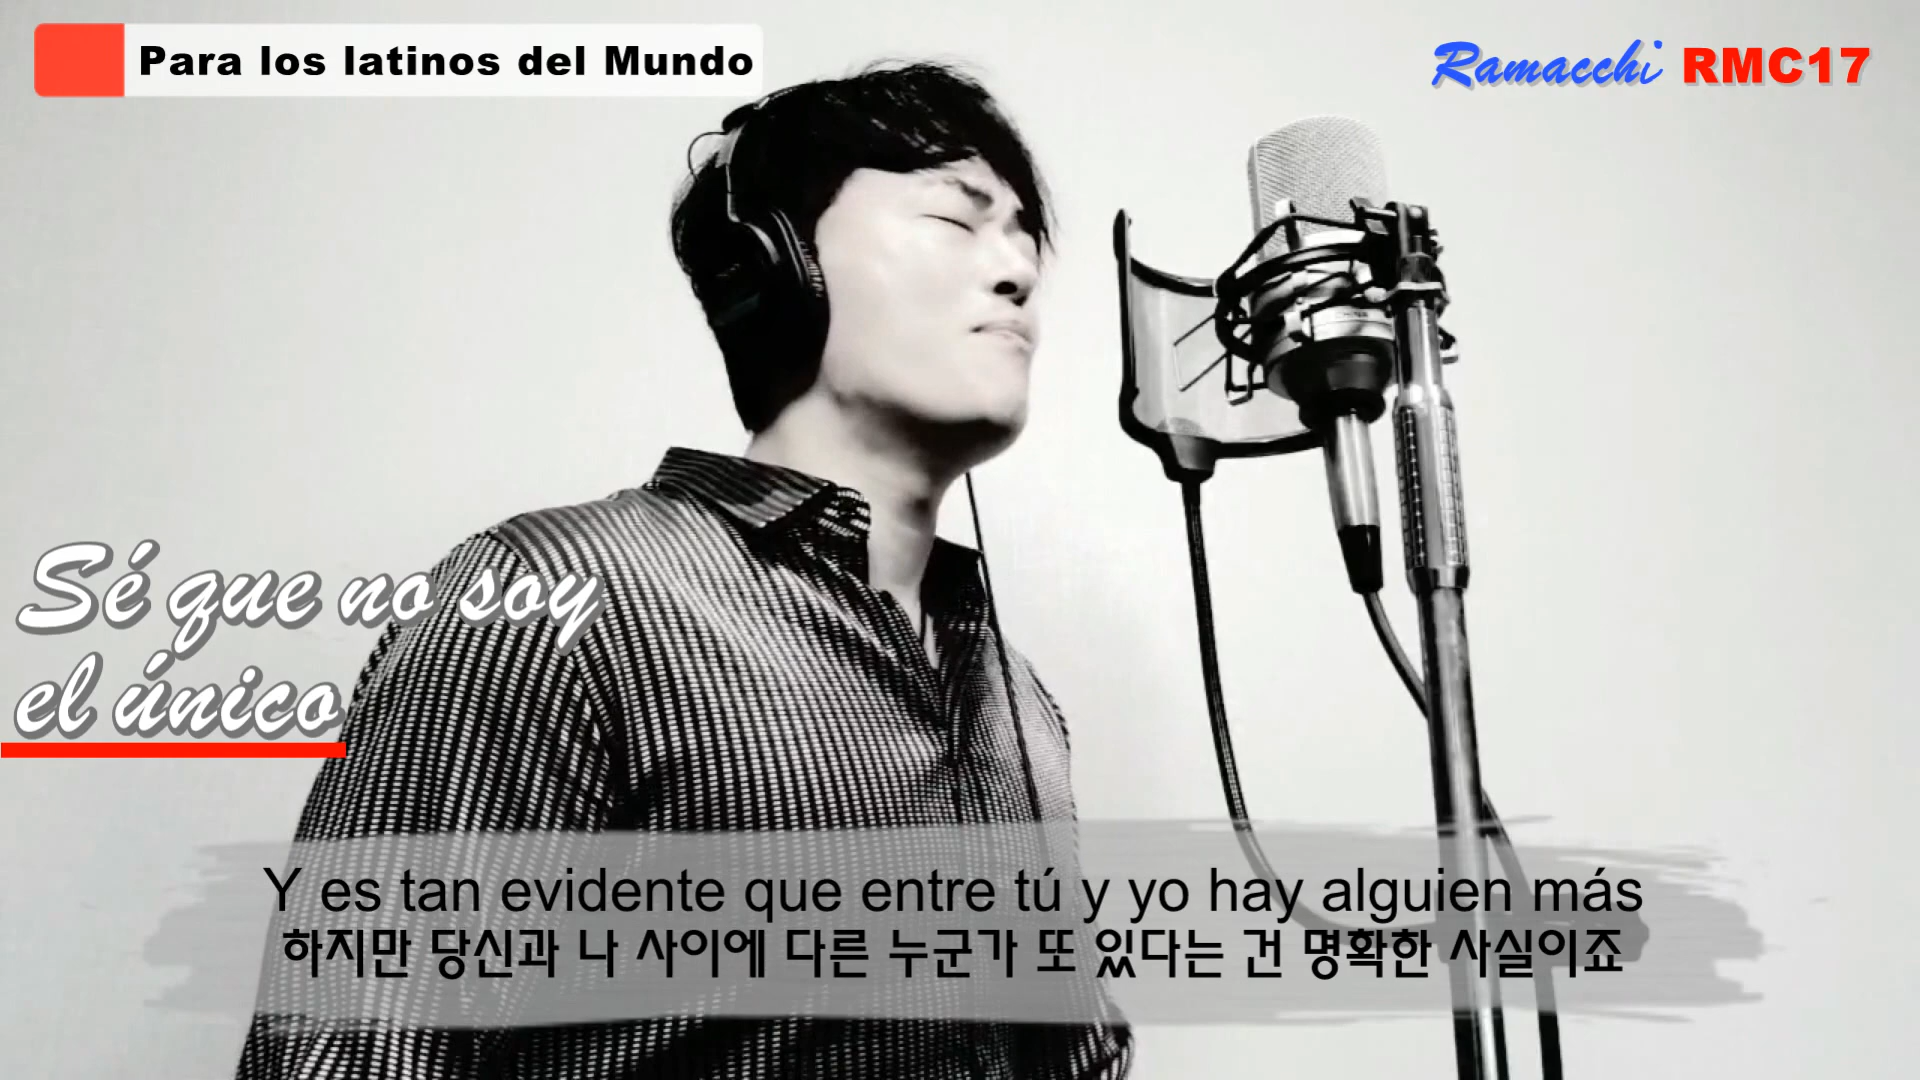 Para los latinos del Mundo
Ramacchi RMC17
Sé que no soy
el único
Y es tan evidente que entre tú y yo hay alguien más
하지만 당신과 나 사이에 다른 누군가 또 있다는 건 명확한 사실이죠